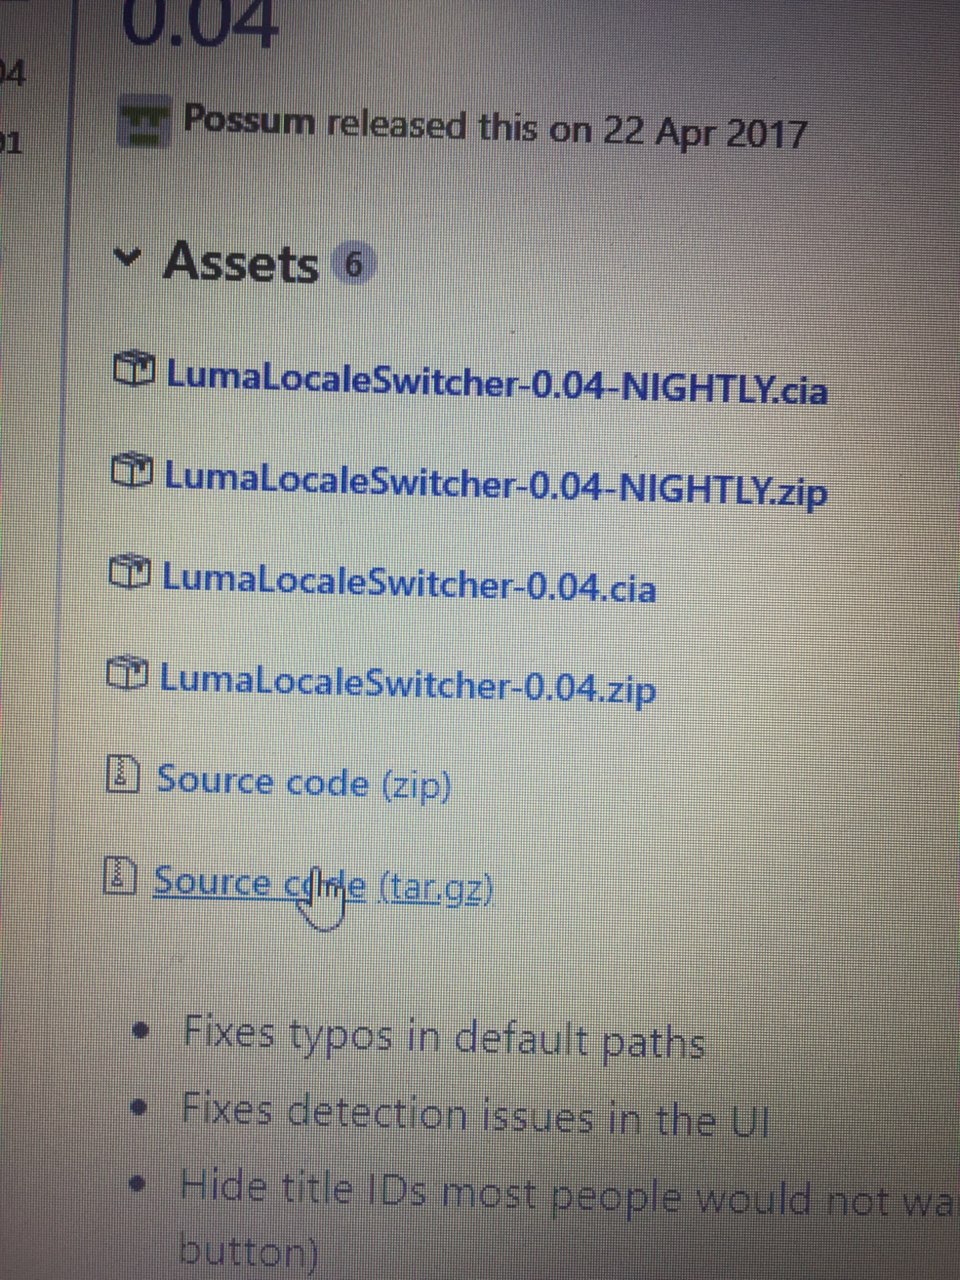 0.04
04
Possum released this on 22 Apr 2017
01
Assets 6
LumaLocaleSwitcher-0.04-NIGHTLY.cia
LumaLocaleSwitcher-0.04-NIGHTLY.zip
LumaLocaleSwitcher-0.04.cia
LumaLocaleSwitcher-0.04.zip
Source code (zip)
Source code (tar.gz)
• Fixes typos in default paths
• Fixes detection issues in the UI
• Hide title IDs most people would not wa
button)